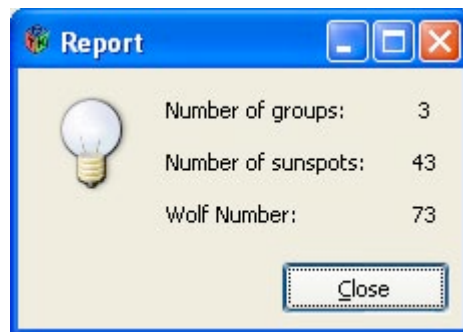 Report
Number of groups: 3
Number of sunspots: 43
Wolf Number: 73
Close